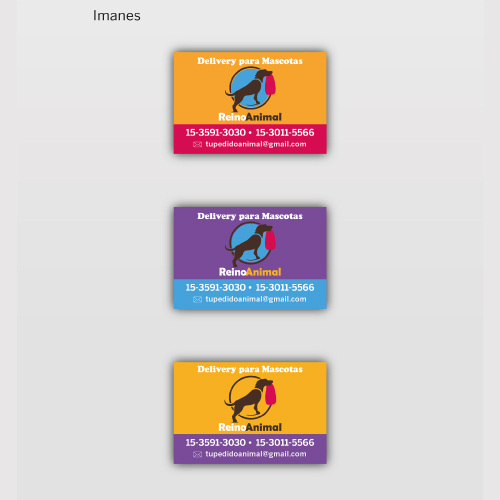 Imanes
Delivery para Mascotas
ReinoAnimal
15-3591-3030 • 15-3011-5566
tupedidoanimal@gmail.com
Delivery para Mascotas
ReinoAnimal
15-3591-3030 • 15-3011-5566
tupedidoanimal@gmail.com
Delivery para Mascotas
ReinoAnimal
15-3591-3030 • 15-3011-5566
tupedidoanimal@gmail.com